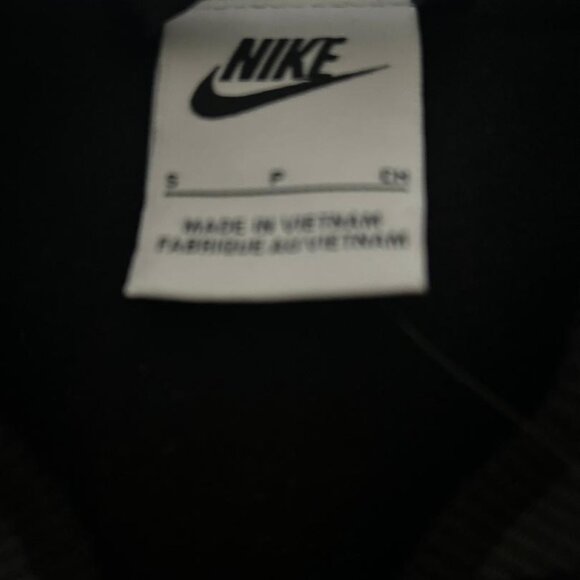 NIKE
S P CH
MADE IN VIETNAM
FABRIQUE AU VIETNAM